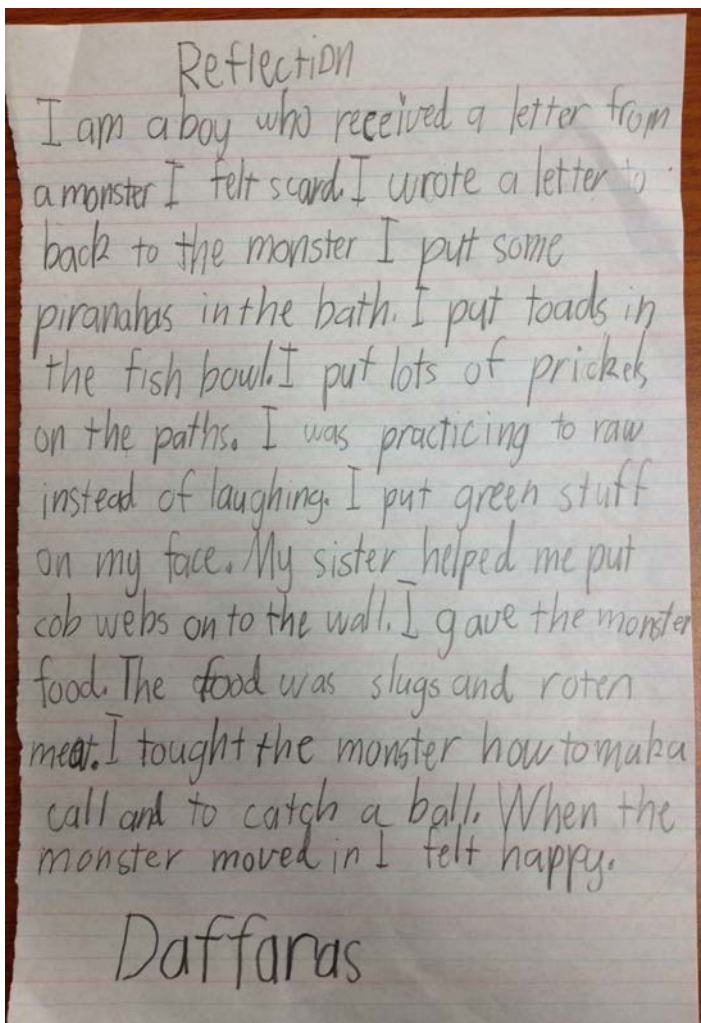 Reflection
I am a boy who received a letter from
a monster I felt scard. I wrote a letter to
back to the monster I put some
piranahas in the bath. I put toads in
the fish bowl. I put lots of prickels
on the paths. I was practicing to raw
instead of laughing. I put green stuff
on my face. My sister helped me put
cob webs on to the wall. I gave the monster
food. The food was slugs and roten
meat. I tought the monster how to maka
call and to catch a ball. When the
monster moved in I felt happy.
Daffaras